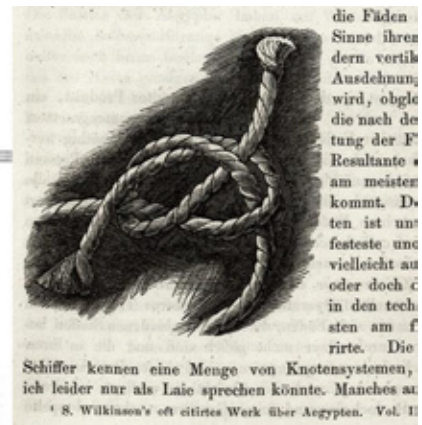 die Fäden
Sinne ihren
dern vertik
Ausdehnung
wird, obgle
die nach de
tung der F
Resultante
am meisten
kommt. D
ten ist un
festeste und
vielleicht au
oder doch d
in den tech
sten am f
rirte. Die
Schiffer kennen eine Menge von Knotensystemen,
ich leider nur als Laie sprechen könnte. Manches au
¹ S. Wilkinson's oft citirtes Werk über Aegypten. Vol. I